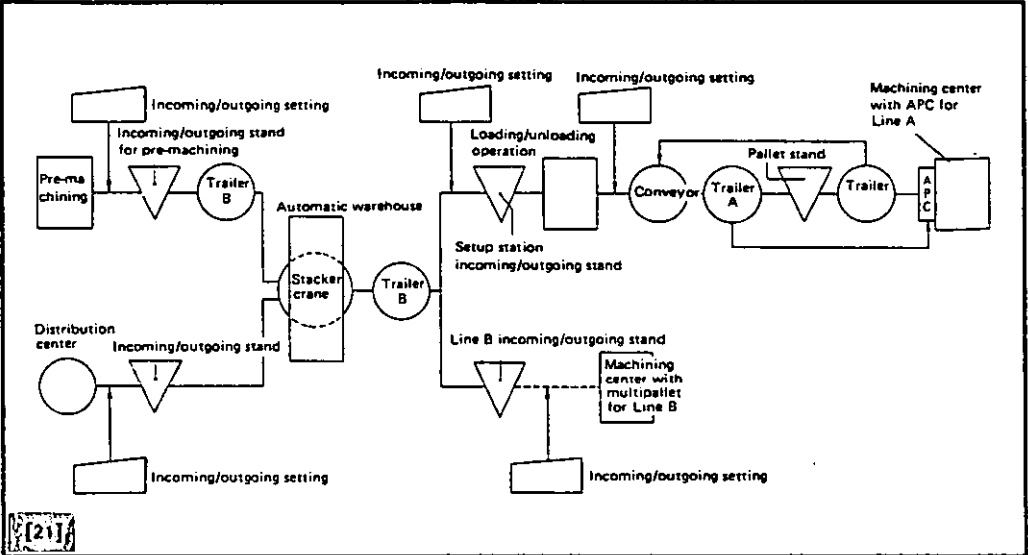 Incoming/outgoing setting
Incoming/outgoing stand
for pre-machining
Pre-ma
chining
Trailer
B
Automatic warehouse
Stacker
crane
Trailer
B
Distribution
center
Incoming/outgoing stand
Incoming/outgoing setting
Incoming/outgoing setting
Loading/unloading
operation
Setup station
incoming/outgoing stand
Incoming/outgoing setting
Conveyor
Trailer
A
Pallet stand
Trailer
A
P
C
Machining center
with APC for
Line A
Line B incoming/outgoing stand
Machining
center with
multipallet
for Line B
Incoming/outgoing setting
[21]